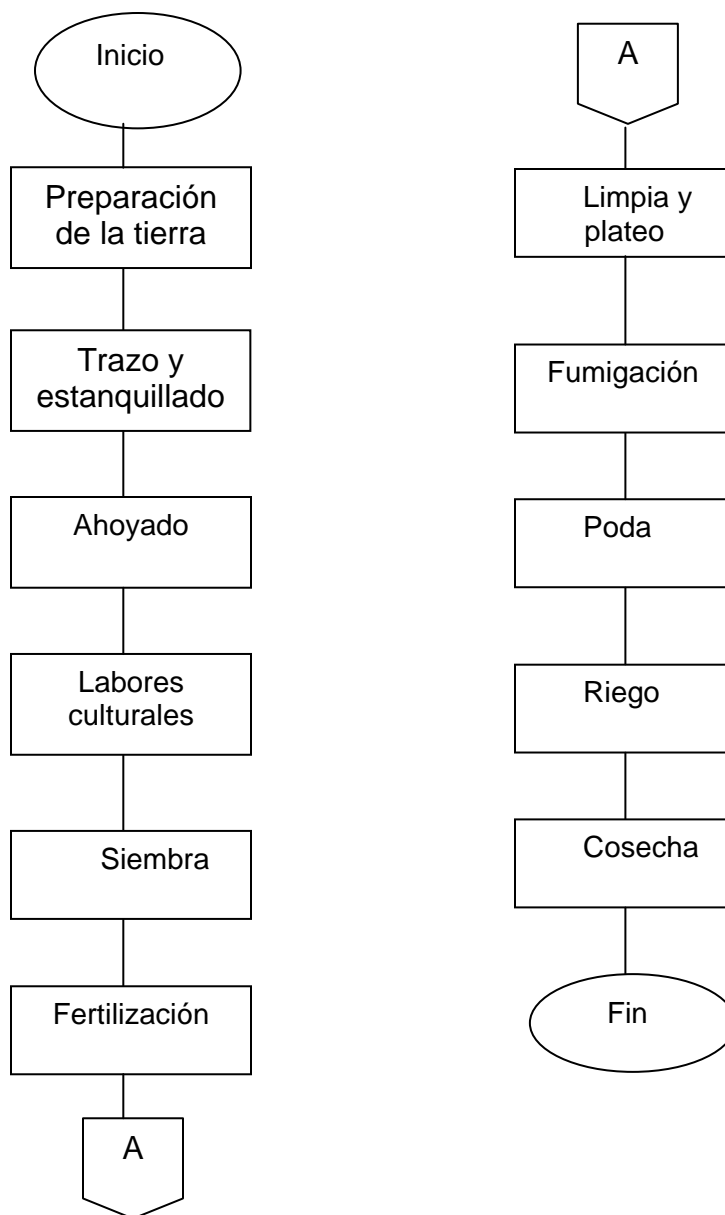 Inicio
Preparación
de la tierra
Trazo y
estanquillado
Ahoyado
Labores
culturales
Siembra
Fertilización
A
A
Limpia y
plateo
Fumigación
Poda
Riego
Cosecha
Fin